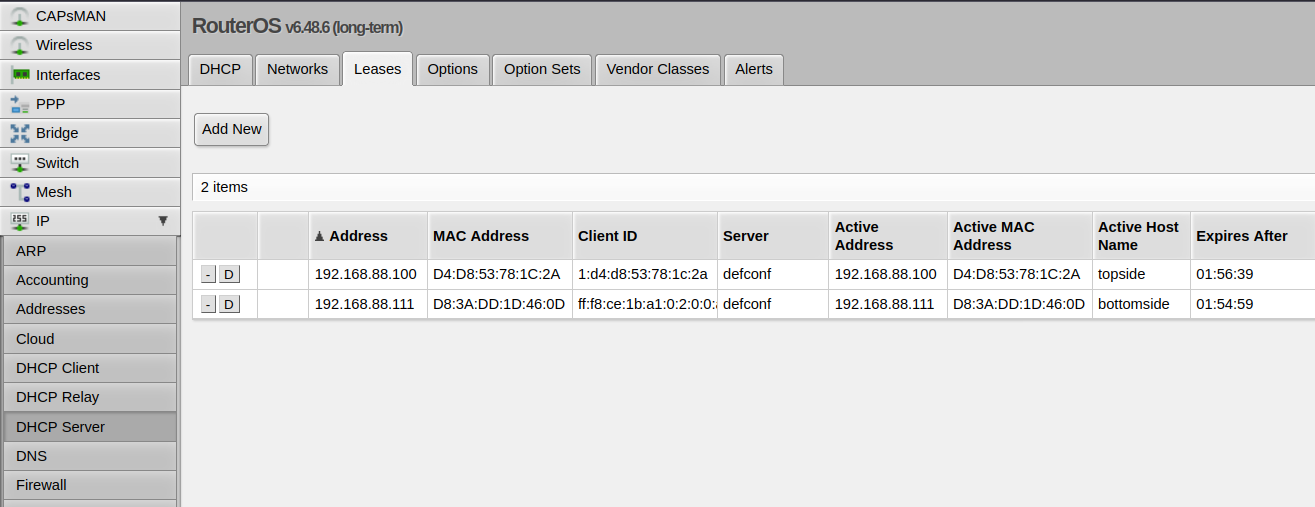 CAPsMAN
Wireless
Interfaces
PPP
Bridge
Switch
Mesh
IP
ARP
Accounting
Addresses
Cloud
DHCP Client
DHCP Relay
DHCP Server
DNS
Firewall
RouterOS v6.48.6 (long-term)
DHCP Networks Leases Options Option Sets Vendor Classes Alerts
Add New
2 items
Address MAC Address Client ID Server Active Address Active MAC Address Active Host Name Expires After
- D 192.168.88.100 D4:D8:53:78:1C:2A 1:d4:d8:53:78:1c:2a defconf 192.168.88.100 D4:D8:53:78:1C:2A topside 01:56:39
- D 192.168.88.111 D8:3A:DD:1D:46:0D ff:f8:ce:1b:a1:0:2:0:0: defconf 192.168.88.111 D8:3A:DD:1D:46:0D bottomside 01:54:59